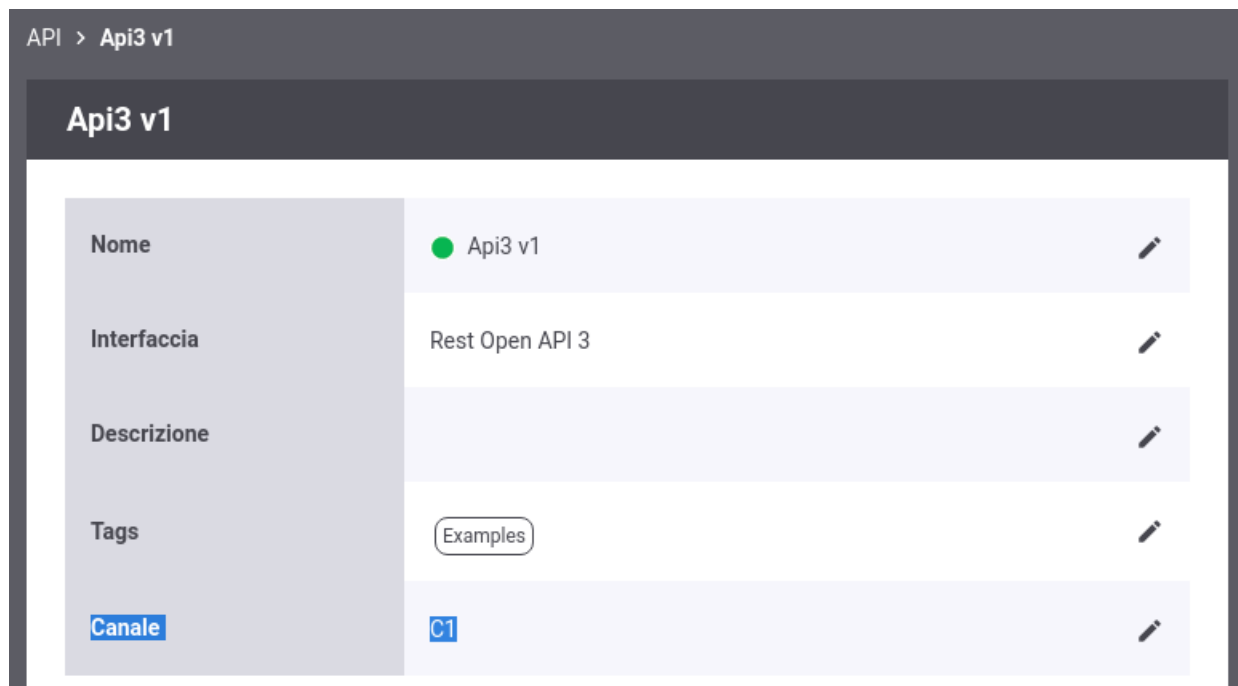 API > Api3 v1
Api3 v1
Nome Api3 v1
Interfaccia Rest Open API 3
Descrizione
Tags Examples
Canale C1